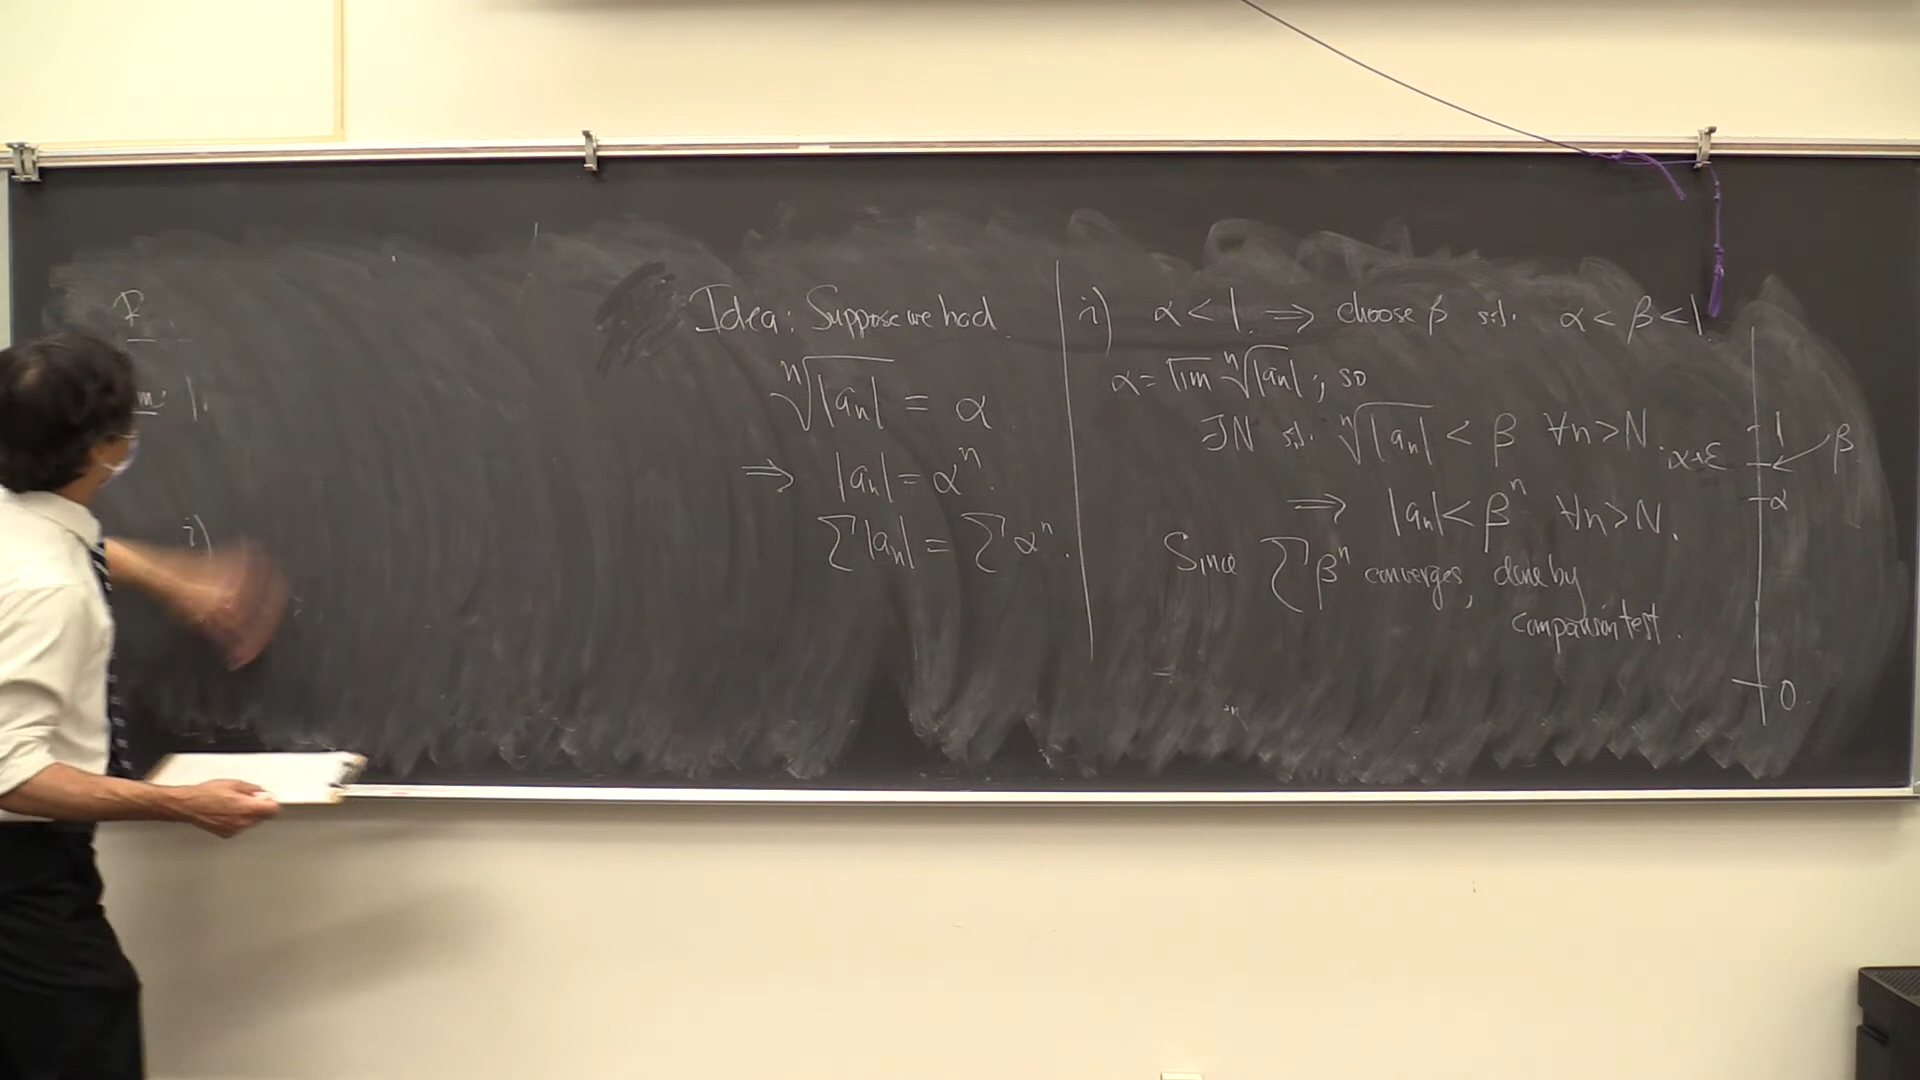 i)
Idea: Suppose we had
ⁿ√|aₙ| = α
⇒ |aₙ| = αⁿ.
∑|aₙ| = ∑αⁿ.
i) α < 1. ⇒ choose β s.t. α < β < 1.
α = l̅i̅m̅ ⁿ√|aₙ|, so
∃N s.t. ⁿ√|aₙ| < β ∀n > N.
⇒ |aₙ| < βⁿ ∀n > N.
Since ∑βⁿ converges, done by
comparison test.
1
β
α+ε
α
0